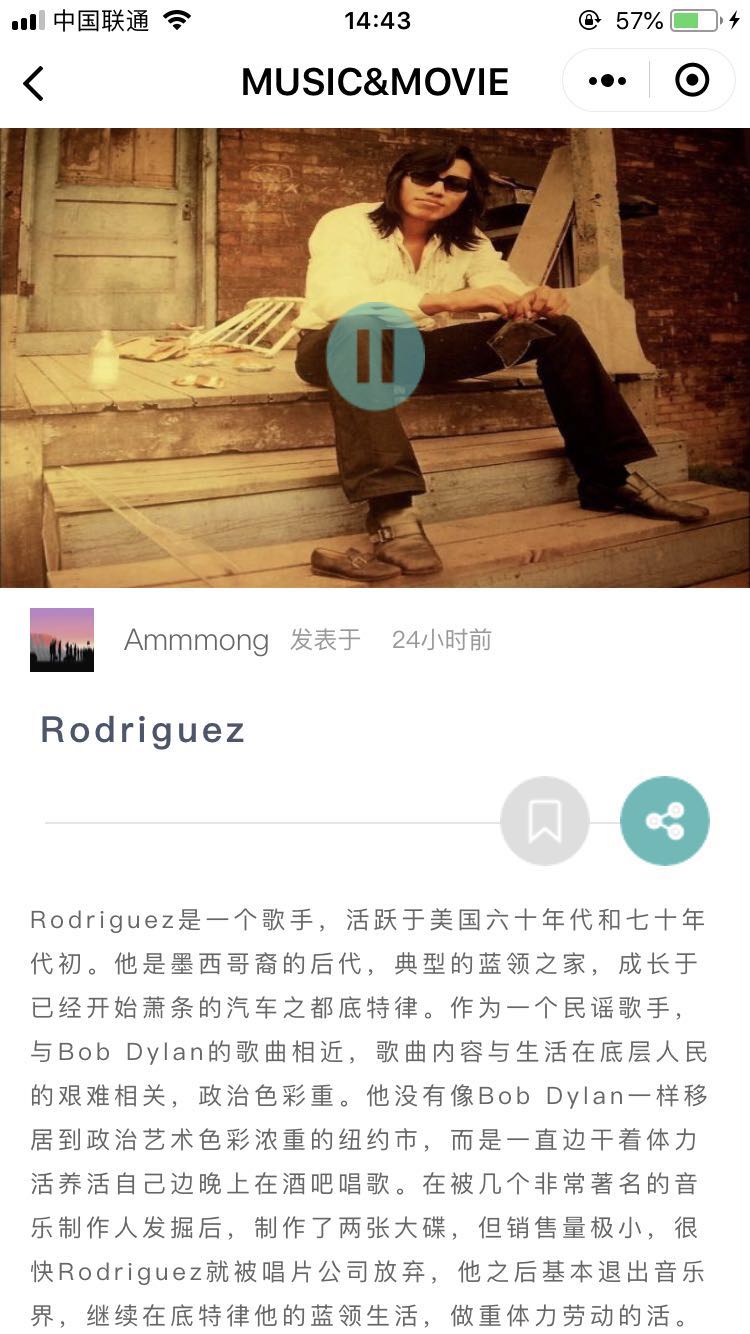 中国联通
14:43
57%
MUSIC&MOVIE
Ammmong 发表于 24小时前
Rodriguez
Rodriguez是一个歌手，活跃于美国六十年代和七十年
代初。他是墨西哥裔的后代，典型的蓝领之家，成长于
已经开始萧条的汽车之都底特律。作为一个民谣歌手，
与Bob Dylan的歌曲相近，歌曲内容与生活在底层人民
的艰难相关，政治色彩重。他没有像Bob Dylan一样移
居到政治艺术色彩浓重的纽约市，而是一直边干着体力
活养活自己边晚上在酒吧唱歌。在被几个非常著名的音
乐制作人发掘后，制作了两张大碟，但销售量极小，很
快Rodriguez就被唱片公司放弃，他之后基本退出音乐
界，继续在底特律他的蓝领生活，做重体力劳动的活。